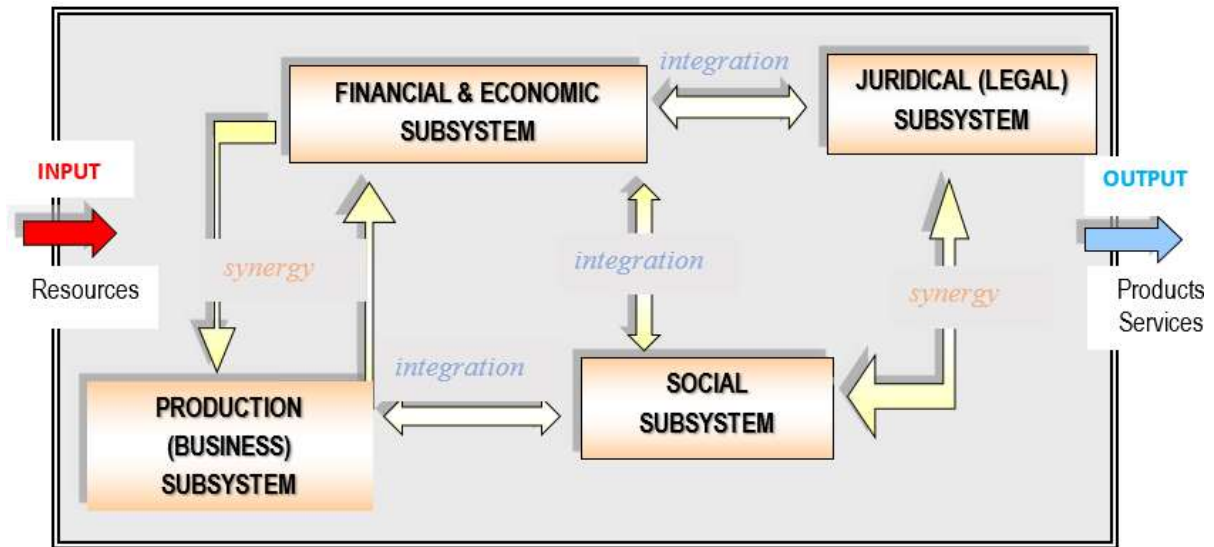 integration
FINANCIAL & ECONOMIC
SUBSYSTEM
JURIDICAL (LEGAL)
SUBSYSTEM
INPUT
OUTPUT
Resources
synergy
integration
synergy
Products
Services
integration
PRODUCTION
(BUSINESS)
SUBSYSTEM
SOCIAL
SUBSYSTEM